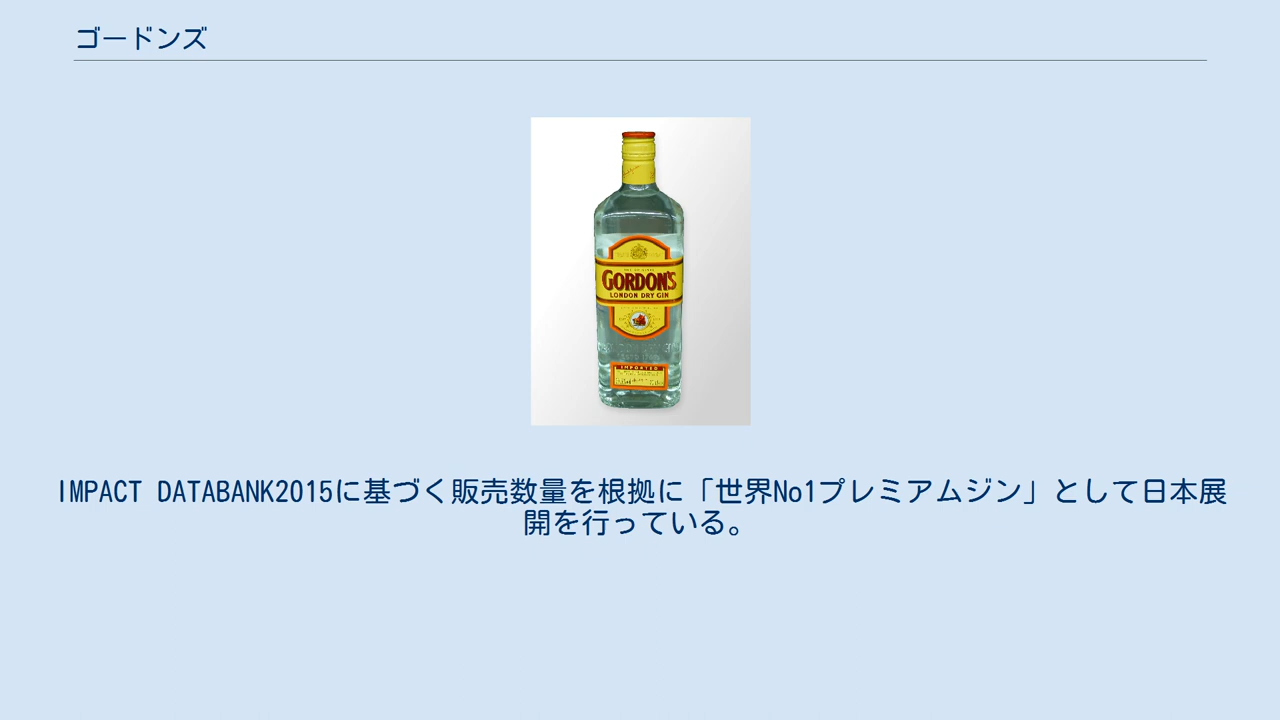 ゴードンズ
GORDON'S
LONDON DRY GIN
IMPORTED
IMPACT DATABANK2015に基づく販売数量を根拠に「世界No1プレミアムジン」として日本展
開を行っている。